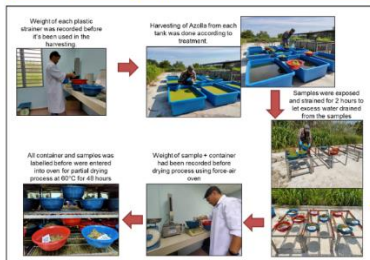 Weight of each plastic
strainer was recorded before
it's been used in the
harvesting.
Harvesting of Azolla from each
tank was done according to
treatment.
Samples were exposed
and strained for 2 hours to
let excess water drained
from the samples
Weight of sample + container
had been recorded before
drying process using force-air
oven
All container and samples was
labelled before were entered
into oven for partial drying
process at 60°C for 48 hours